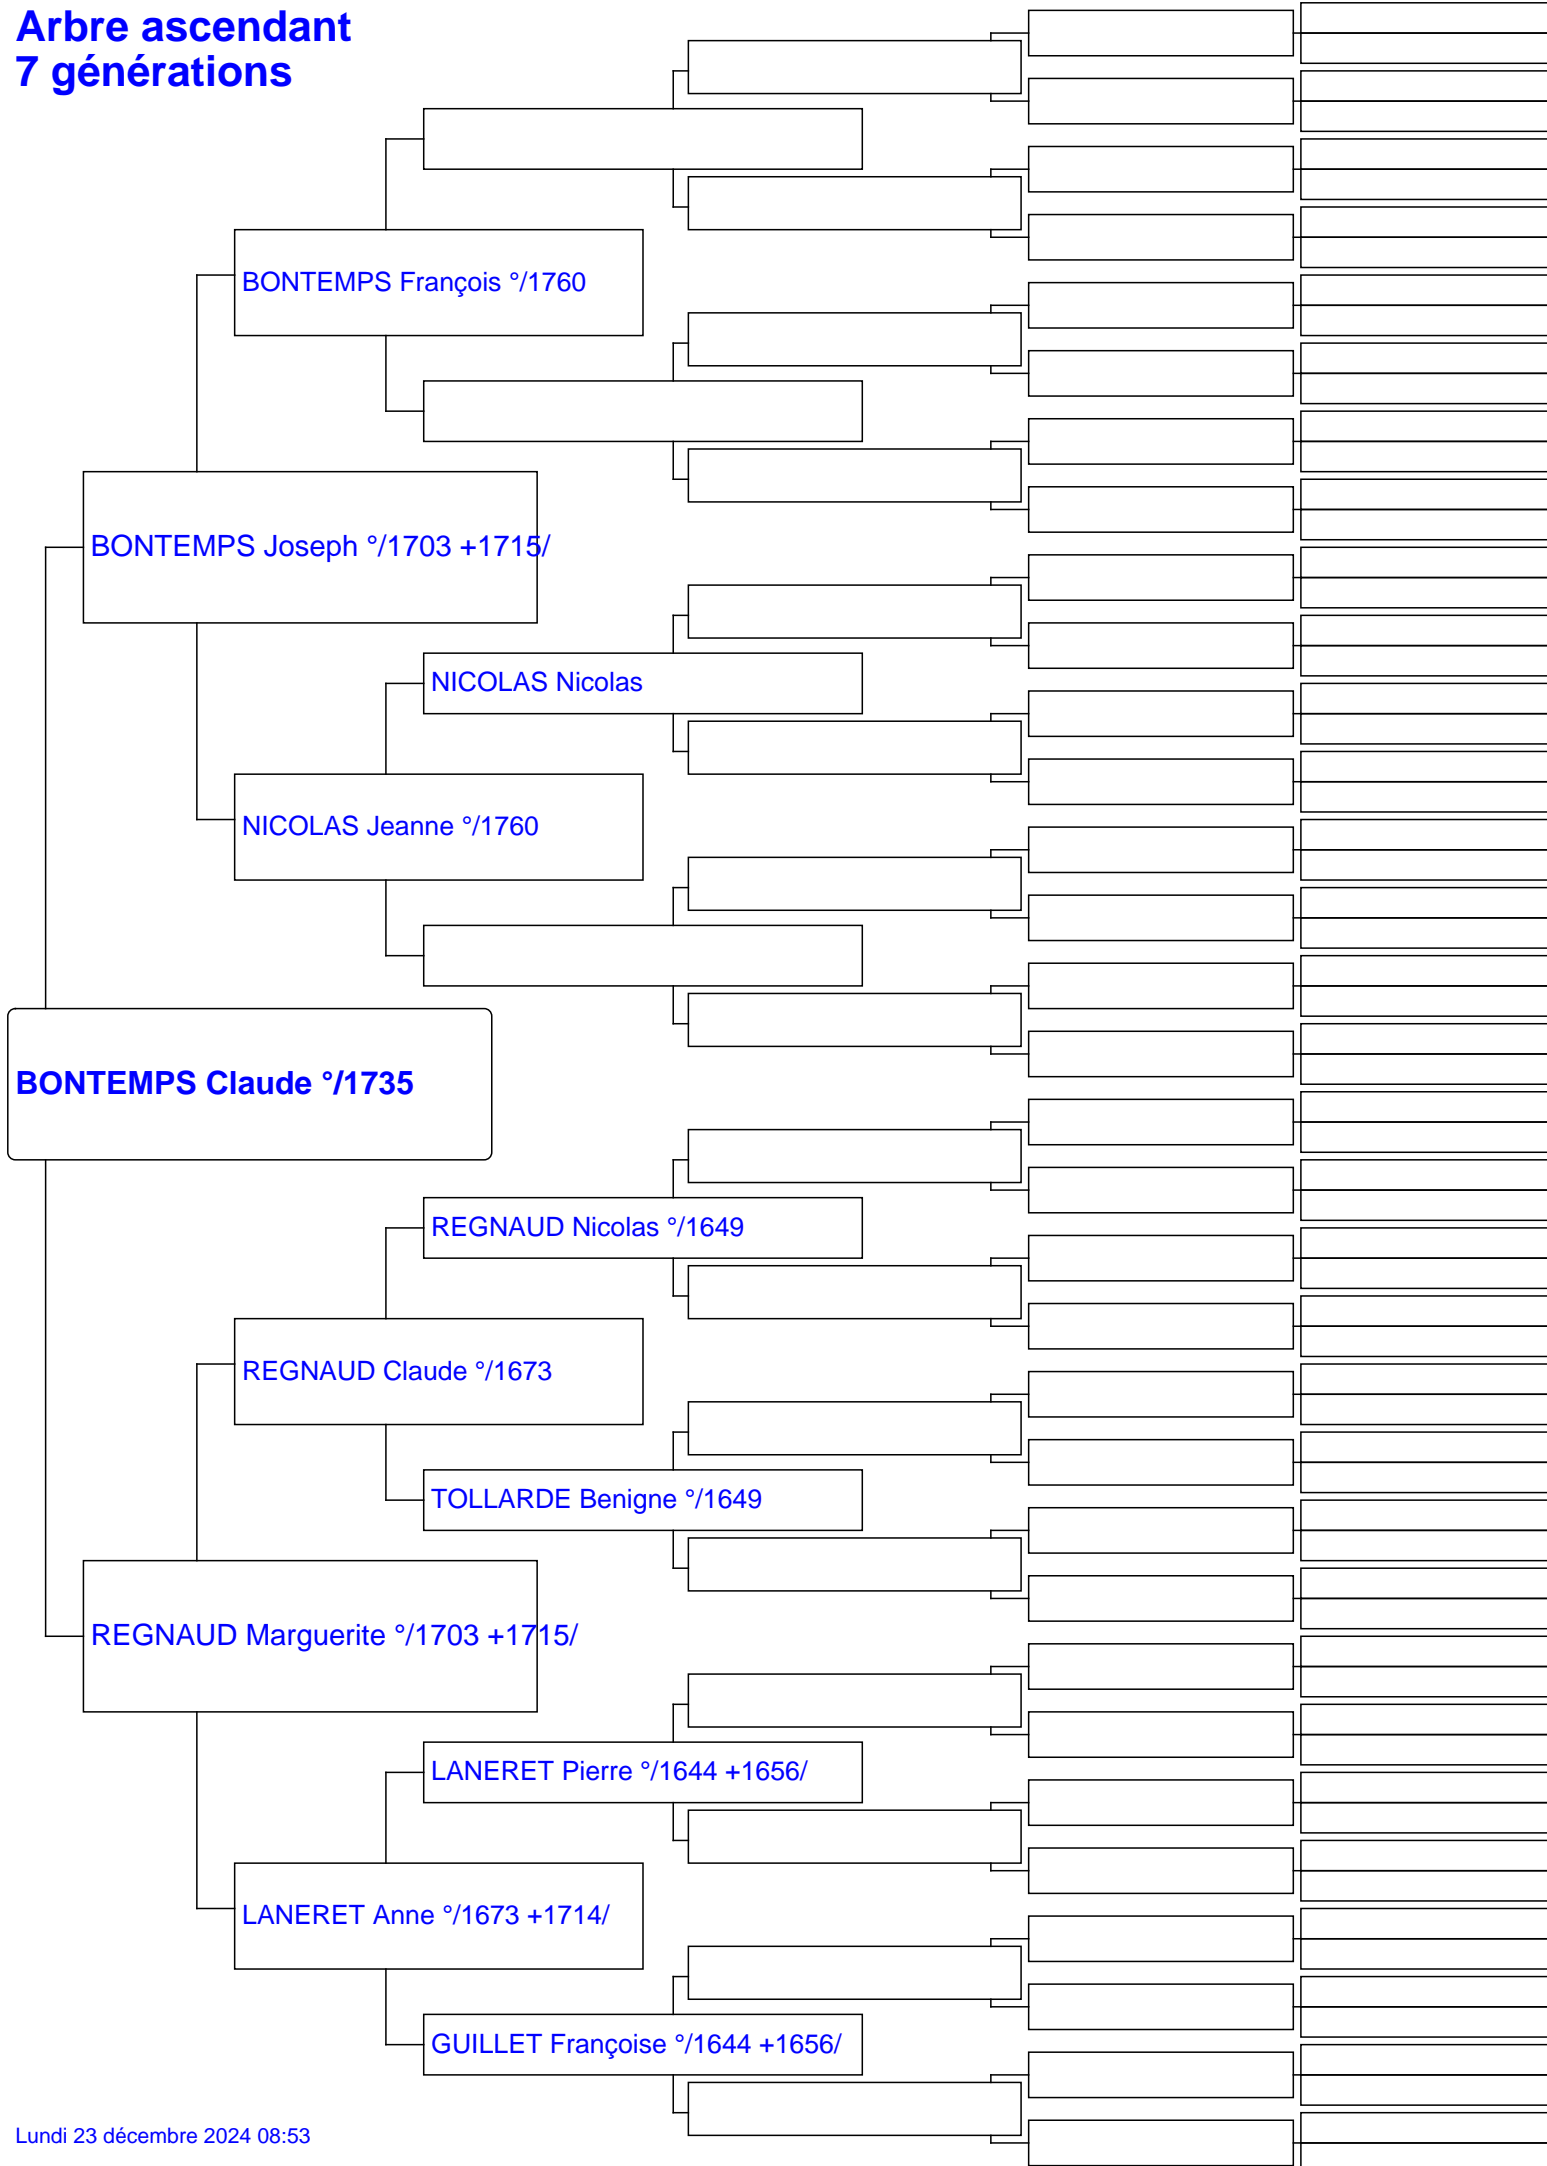 Arbre ascendant
7 générations
BONTEMPS François °/1760
BONTEMPS Joseph °/1703 +1715/
NICOLAS Nicolas
NICOLAS Jeanne °/1760
BONTEMPS Claude °/1735
REGNAUD Nicolas °/1649
REGNAUD Claude °/1673
TOLLARDE Benigne °/1649
REGNAUD Marguerite °/1703 +1715/
LANERET Pierre °/1644 +1656/
LANERET Anne °/1673 +1714/
GUILLET Françoise °/1644 +1656/
Lundi 23 décembre 2024 08:53